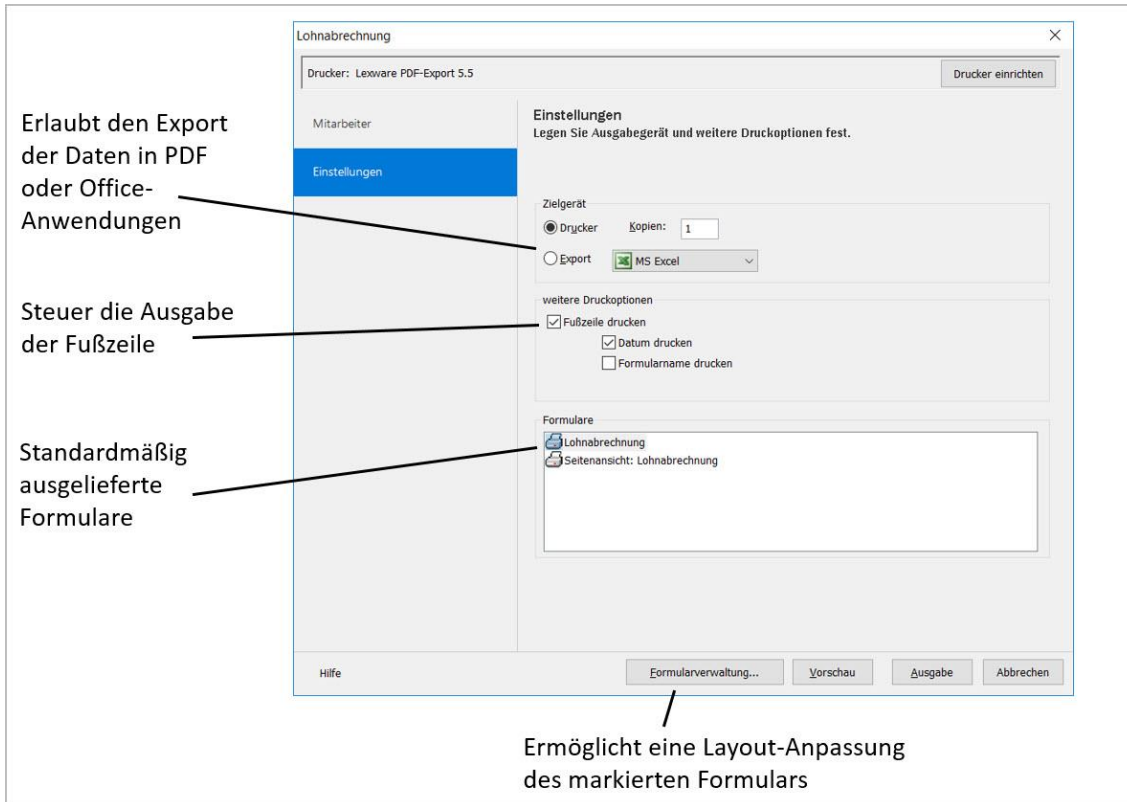 Lohnabrechnung
Drucker: Lexware PDF-Export 5.5
Drucker einrichten
Erlaubt den Export
der Daten in PDF
oder Office-
Anwendungen
Steuer die Ausgabe
der Fußzeile
Standardmäßig
ausgelieferte
Formulare
Mitarbeiter
Einstellungen
Einstellungen
Legen Sie Ausgabegerät und weitere Druckoptionen fest.
Zielgerät
Drucker Kopien: 1
Export MS Excel
weitere Druckoptionen
Fußzeile drucken
Datum drucken
Formularname drucken
Formulare
Lohnabrechnung
Seitenansicht: Lohnabrechnung
Hilfe Formularverwaltung... Vorschau Ausgabe Abbrechen
Ermöglicht eine Layout-Anpassung
des markierten Formulars